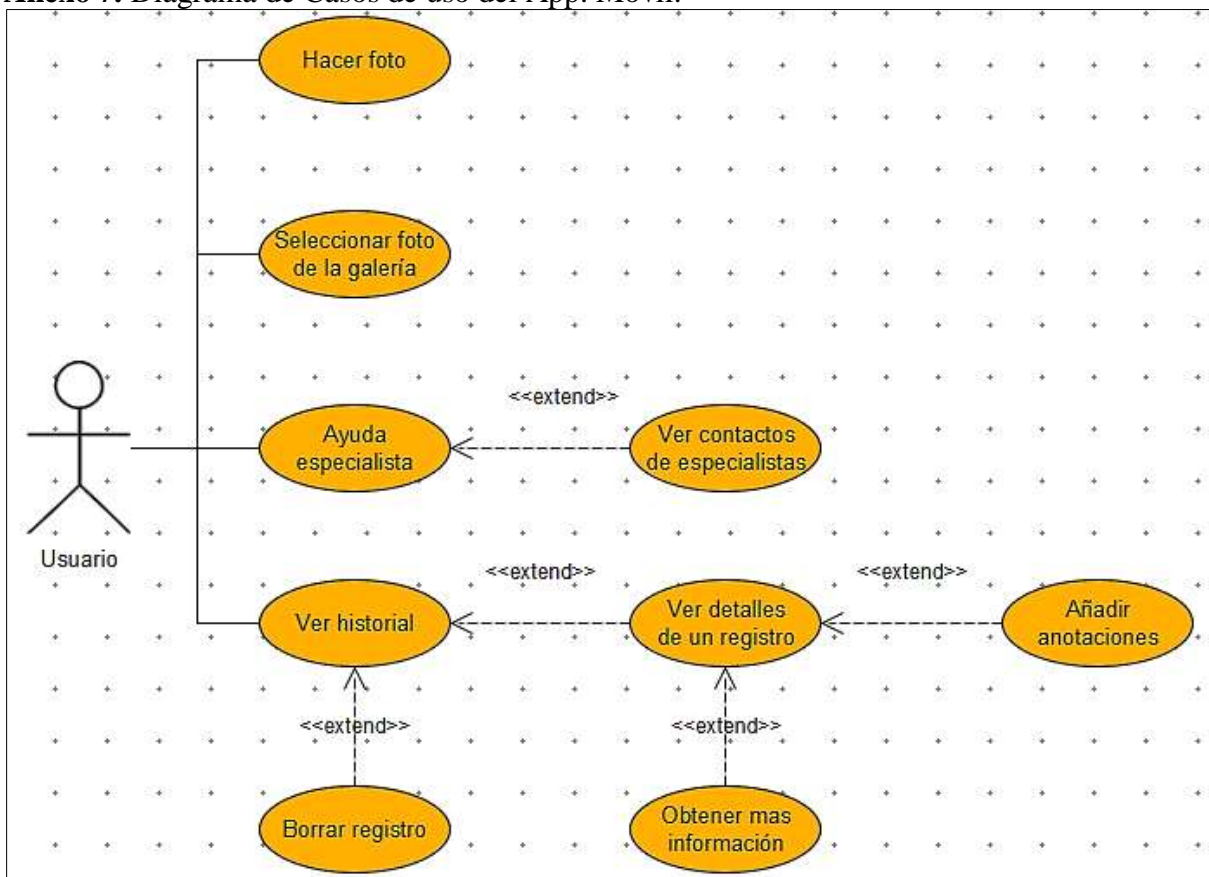 Anexo 7. Diagrama de Casos de uso del App. Móvil.
Hacer foto
Seleccionar foto
de la galería
<<extend>>
Ayuda
especialista
Ver contactos
de especialistas
Usuario
<<extend>>
<<extend>>
Ver historial
Ver detalles
de un registro
Añadir
anotaciones
<<extend>>
<<extend>>
Borrar registro
Obtener mas
información